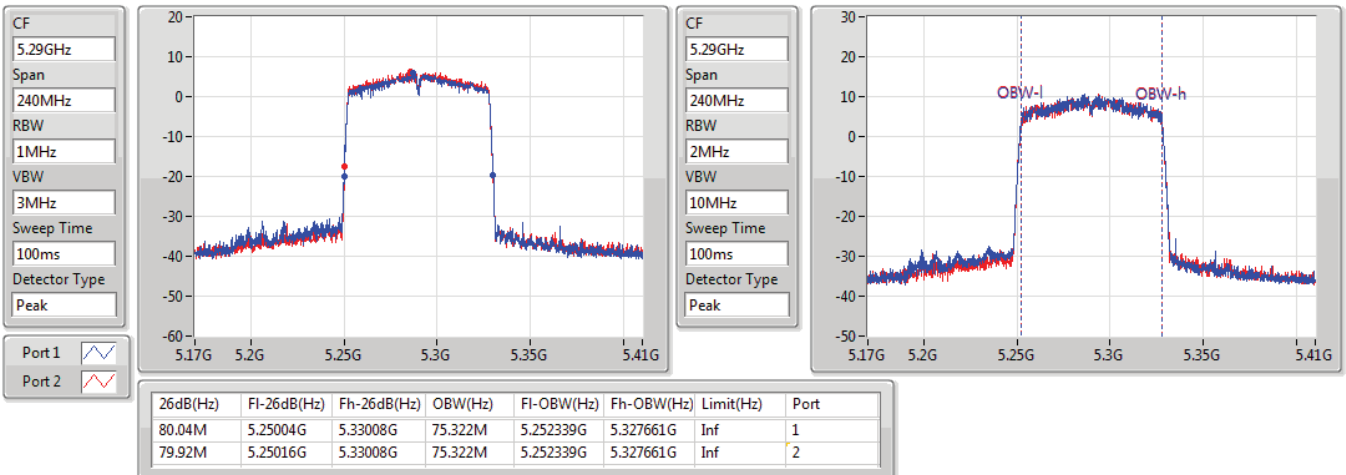 CF
5.29GHz
Span
240MHz
RBW
1MHz
VBW
3MHz
Sweep Time
100ms
Detector Type
Peak
Port 1
Port 2
20
10
0
-10
-20
-30
-40
-50
-60
5.17G 5.2G 5.25G 5.3G 5.35G 5.41G
CF
5.29GHz
Span
240MHz
RBW
2MHz
VBW
10MHz
Sweep Time
100ms
Detector Type
Peak
30
20
10
0
-10
-20
-30
-40
-50
OBW-l OBW-h
5.17G 5.2G 5.25G 5.3G 5.35G 5.41G
26dB(Hz) Fl-26dB(Hz) Fh-26dB(Hz) OBW(Hz) Fl-OBW(Hz) Fh-OBW(Hz) Limit(Hz) Port
80.04M 5.25004G 5.33008G 75.322M 5.252339G 5.327661G Inf 1
79.92M 5.25016G 5.33008G 75.322M 5.252339G 5.327661G Inf 2